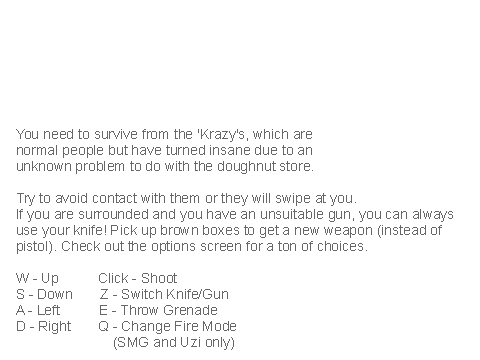 You need to survive from the 'Krazy's, which are
normal people but have turned insane due to an
unknown problem to do with the doughnut store.
Try to avoid contact with them or they will swipe at you.
If you are surrounded and you have an unsuitable gun, you can always
use your knife! Pick up brown boxes to get a new weapon (instead of
pistol). Check out the options screen for a ton of choices.
W - Up Click - Shoot
S - Down Z - Switch Knife/Gun
A - Left E - Throw Grenade
D - Right Q - Change Fire Mode
(SMG and Uzi only)